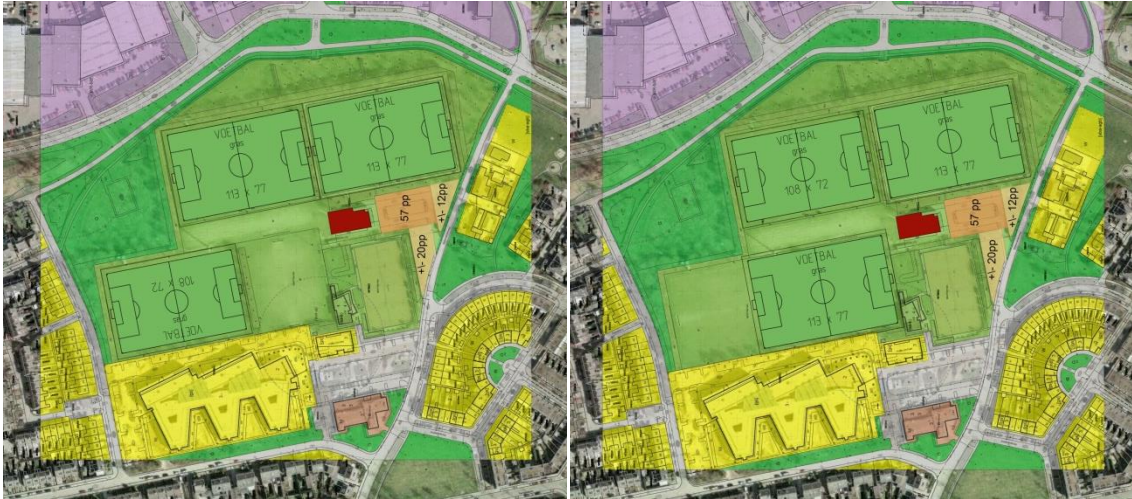 VOETBAL
gras
113 x 77
VOETBAL
gras
113 x 77
57 pp
+/- 12pp
+/- 20pp
108 x 72
gras
VOETBAL
VOETBAL
gras
108 x 72
VOETBAL
gras
113 x 77
57 pp
+/- 12pp
+/- 20pp
VOETBAL
gras
113 x 77